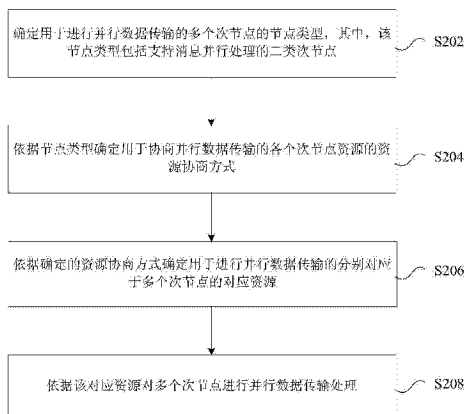 确定用于进行并行数据传输的多个次节点的节点类型，其中，该
节点类型包括支持消息并行处理的二类次节点
S202
依据节点类型确定用于协商并行数据传输的各个次节点资源的资
源协商方式
S204
依据确定的资源协商方式确定用于进行并行数据传输的分别对应
于多个次节点的对应资源
S206
依据该对应资源对多个次节点进行并行数据传输处理
S208